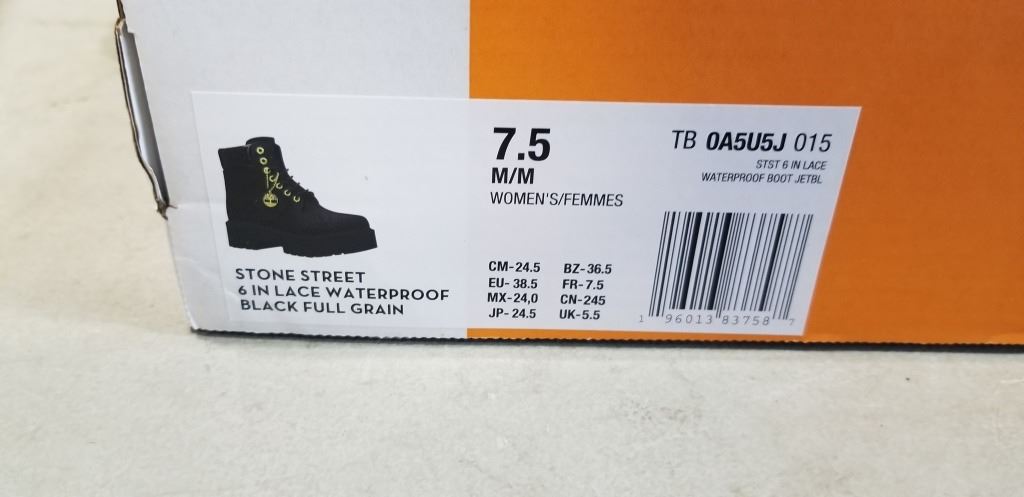 STONE STREET
6 IN LACE WATERPROOF
BLACK FULL GRAIN
7.5
M/M
WOMEN'S/FEMMES
CM-24.5 BZ-36.5
EU-38.5 FR-7.5
MX-24,0 CN-245
JP-24.5 UK-5.5
TB 0A5U5J 015
STST 6 IN LACE
WATERPROOF BOOT JETBL
1 96013 83758 7